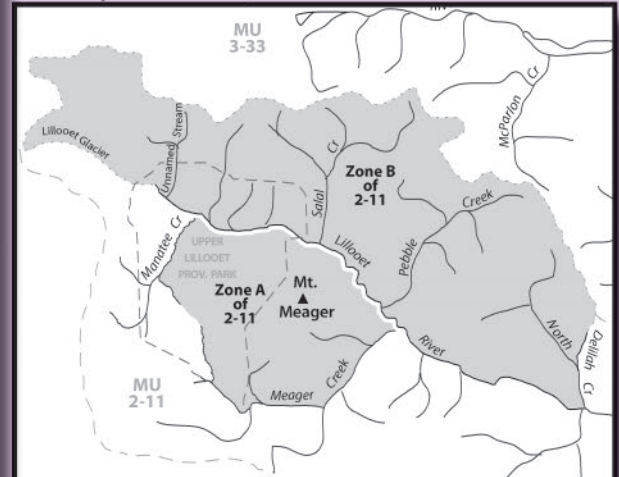 MU
3-33
McParlon Cr
Lillooet Glacier
Unnamed Stream
Salal Cr
Zone B
of
2-11
Creek
Pebble
Lillooet
Manatee Cr
UPPER
LILLOOET
PROV. PARK
Zone A
of
2-11
Mt.
Meager
River
North
Delilah Cr
Creek
Meager
MU
2-11